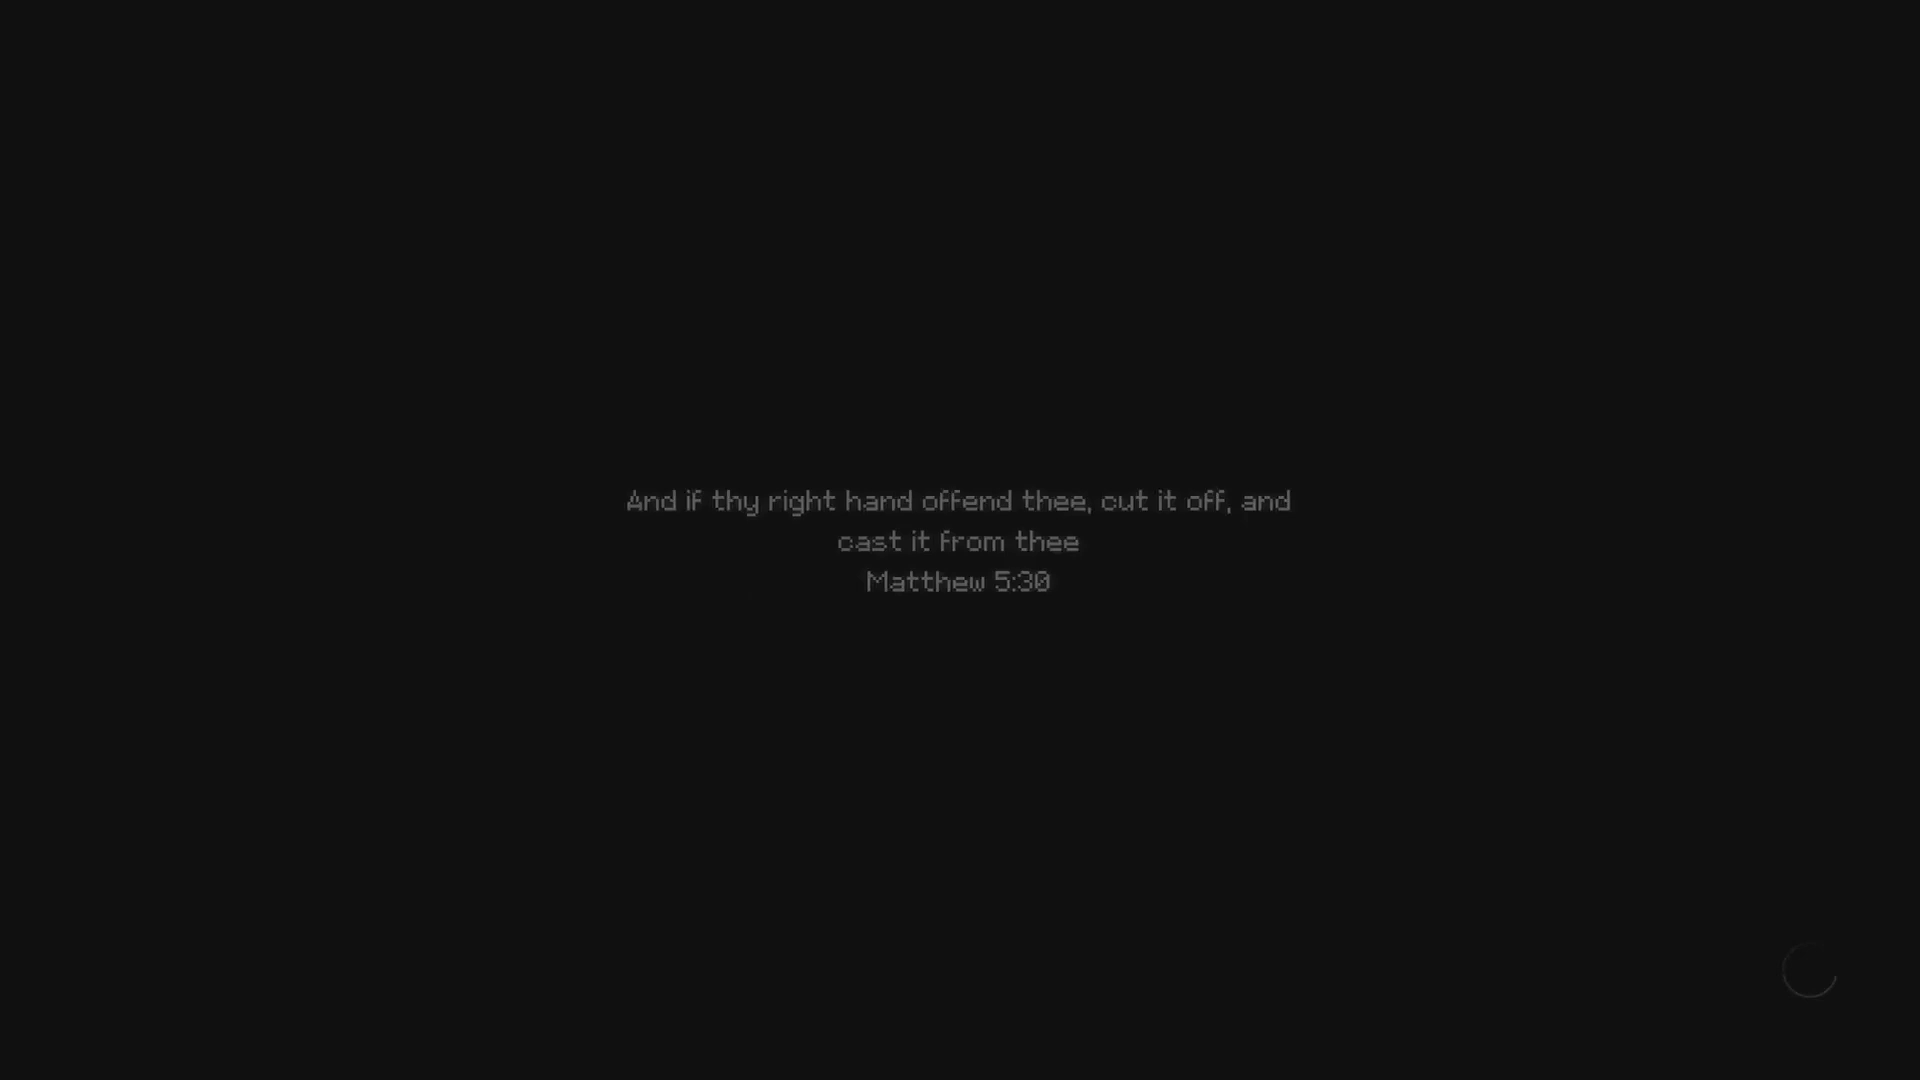 And if thy right hand offend thee, cut it off, and
cast it from thee
Matthew 5:30